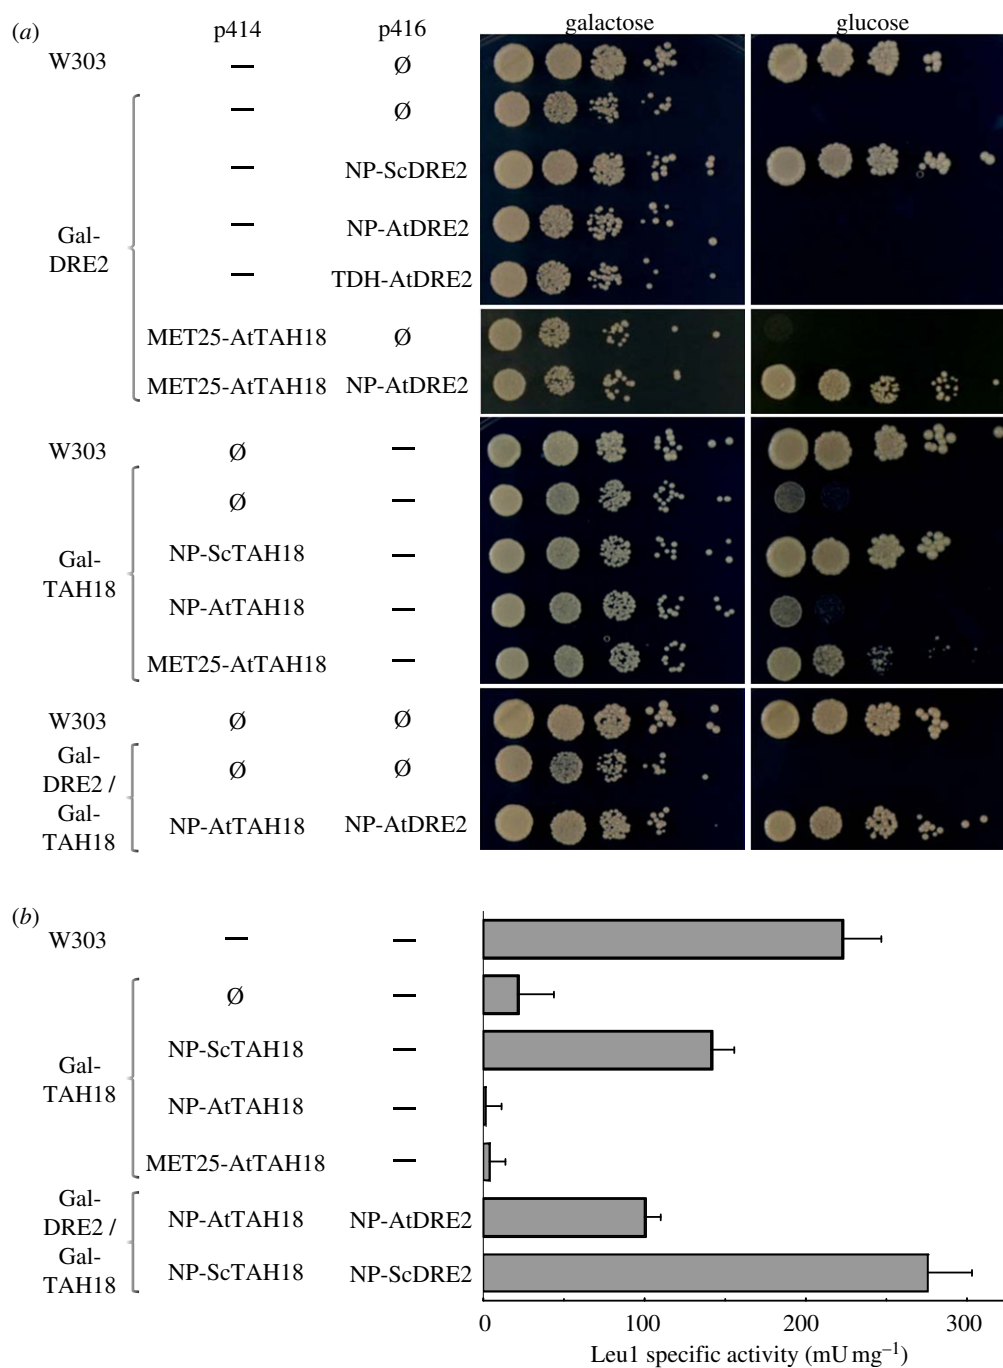 (a) p414 p416 galactose glucose
W303 — Ø
— Ø
— NP-ScDRE2
— NP-AtDRE2
Gal-
DRE2
— TDH-AtDRE2
MET25-AtTAH18 Ø
MET25-AtTAH18 NP-AtDRE2
W303 Ø —
Ø —
NP-ScTAH18 —
Gal-
TAH18
NP-AtTAH18 —
MET25-AtTAH18 —
W303 Ø Ø
Gal-
DRE2 / Ø Ø
Gal-
TAH18 NP-AtTAH18 NP-AtDRE2
(b)
W303 — —
Ø —
NP-ScTAH18 —
Gal-
TAH18
NP-AtTAH18 —
MET25-AtTAH18 —
Gal-
DRE2 / NP-AtTAH18 NP-AtDRE2
Gal-
TAH18 NP-ScTAH18 NP-ScDRE2
0 100 200 300
Leu1 specific activity (mU mg–1)